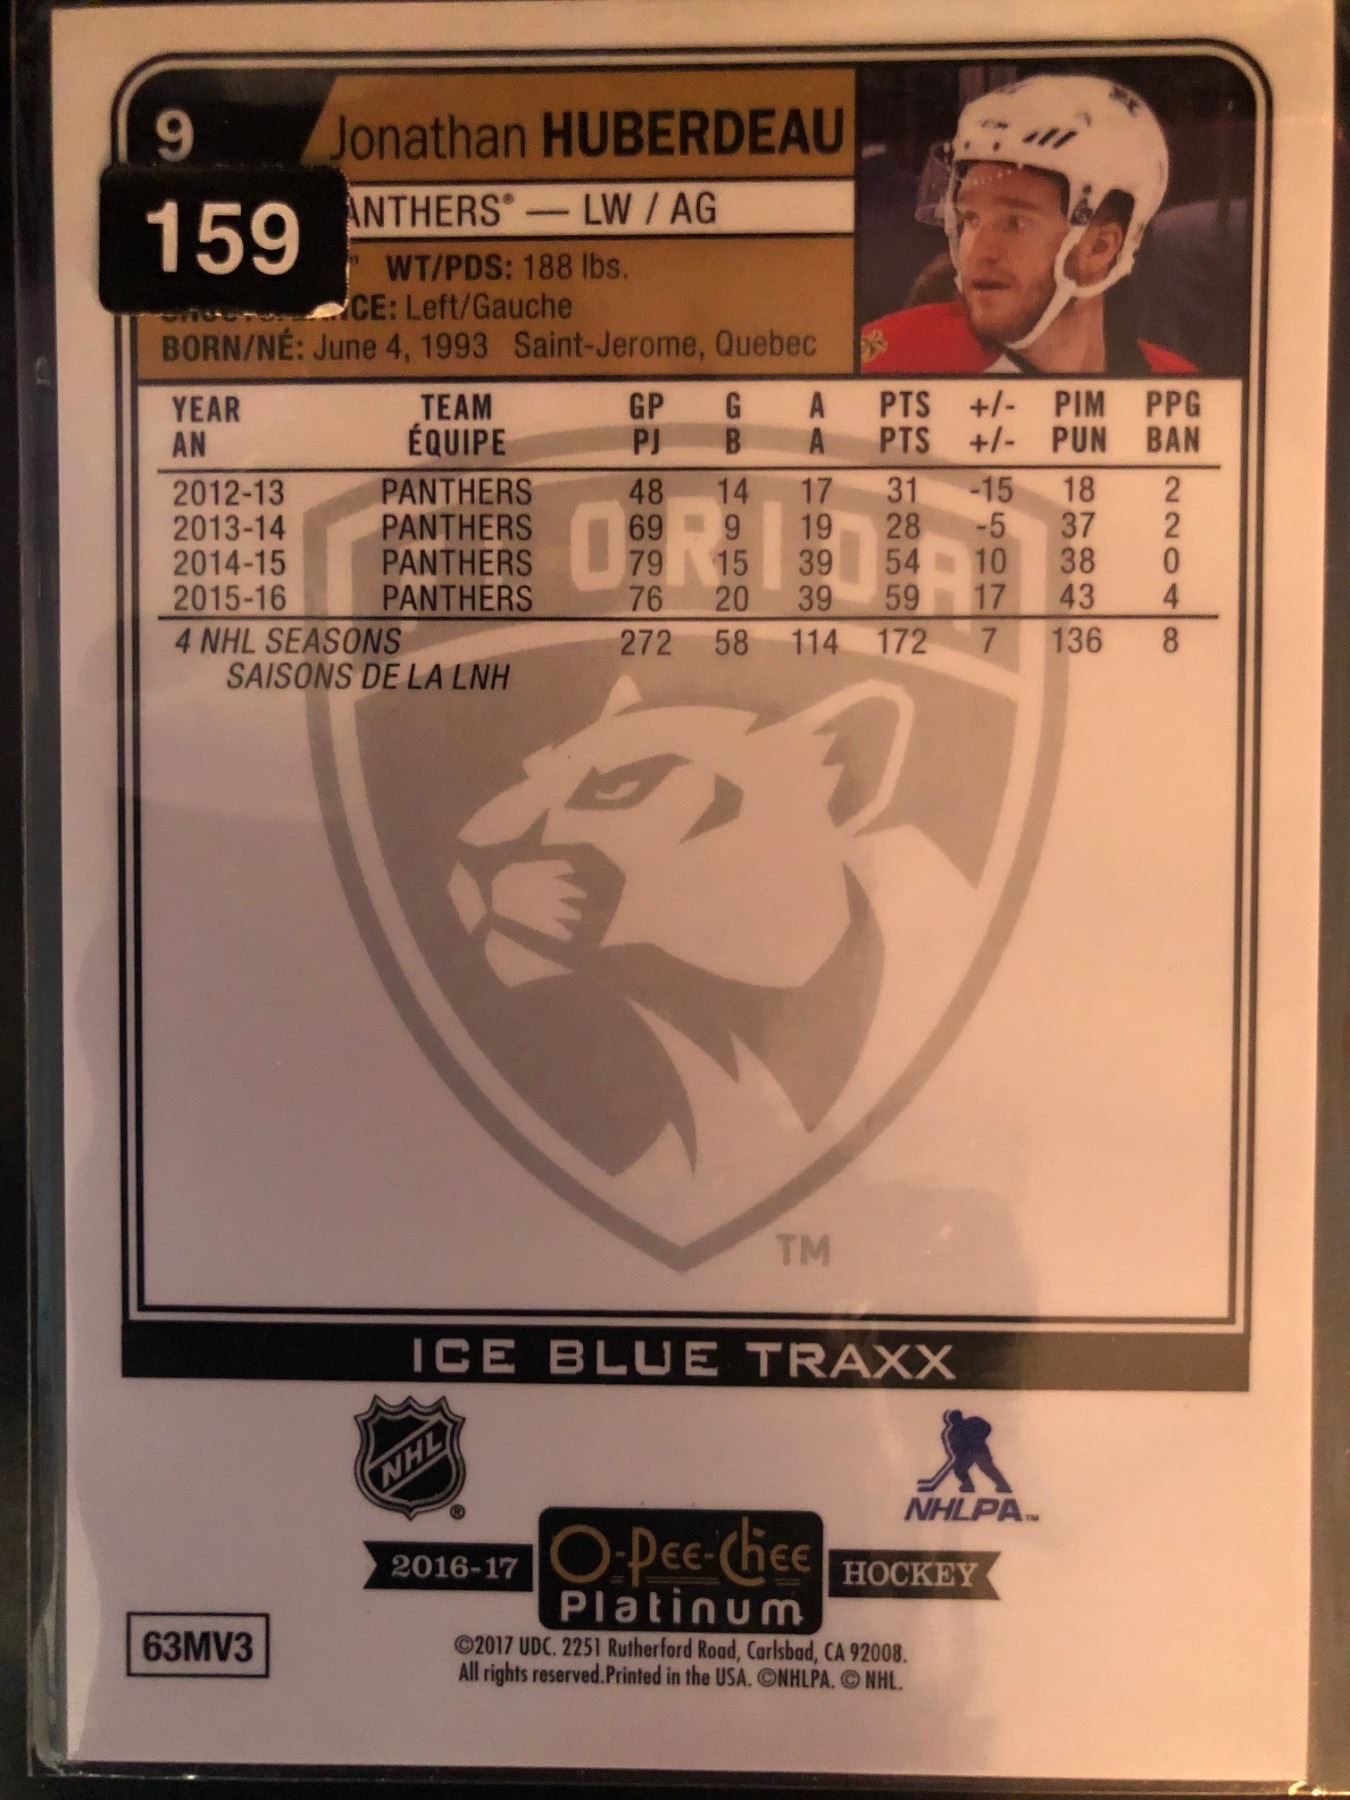 9
Jonathan HUBERDEAU
159
ANTHERS® — LW / AG
" WT/PDS: 188 lbs.
CE: Left/Gauche
BORN/NÉ: June 4, 1993 Saint-Jerome, Quebec
YEAR TEAM GP G A PTS +/- PIM PPG
AN ÉQUIPE PJ B A PTS +/- PUN BAN
2012-13 PANTHERS 48 14 17 31 -15 18 2
2013-14 PANTHERS 69 9 19 28 -5 37 2
2014-15 PANTHERS 79 15 39 54 10 38 0
2015-16 PANTHERS 76 20 39 59 17 43 4
4 NHL SEASONS 272 58 114 172 7 136 8
SAISONS DE LA LNH
ORIDA
TM
ICE BLUE TRAXX
NHL ®
NHLPA™
2016-17 O-Pee-Chee HOCKEY
Platinum
63MV3
©2017 UDC. 2251 Rutherford Road, Carlsbad, CA 92008.
All rights reserved.Printed in the USA. ©NHLPA. © NHL.